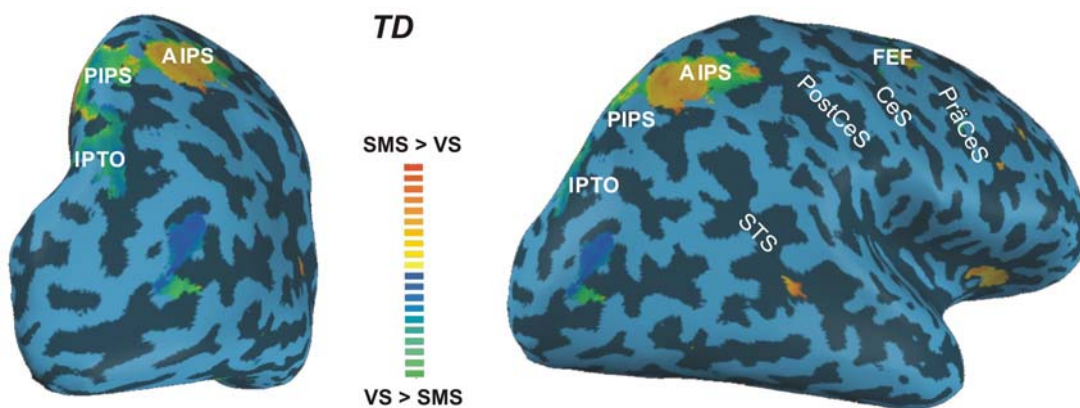 TD
AIPS
PIPS
IPTO
SMS > VS
VS > SMS
FEF
AIPS
PIPS
PostCeS
CeS
PräCeS
IPTO
STS